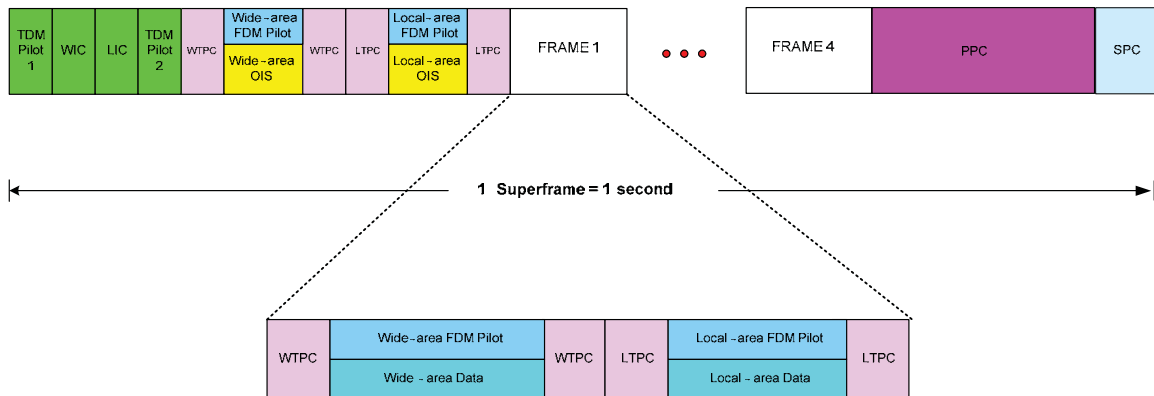 TDM
Pilot
1
WIC
LIC
TDM
Pilot
2
WTPC
Wide-area
FDM Pilot
Wide-area
OIS
WTPC
LTPC
Local-area
FDM Pilot
Local-area
OIS
LTPC
FRAME 1
FRAME 4
PPC
SPC
1 Superframe = 1 second
WTPC
Wide-area FDM Pilot
Wide-area Data
WTPC
LTPC
Local-area FDM Pilot
Local-area Data
LTPC